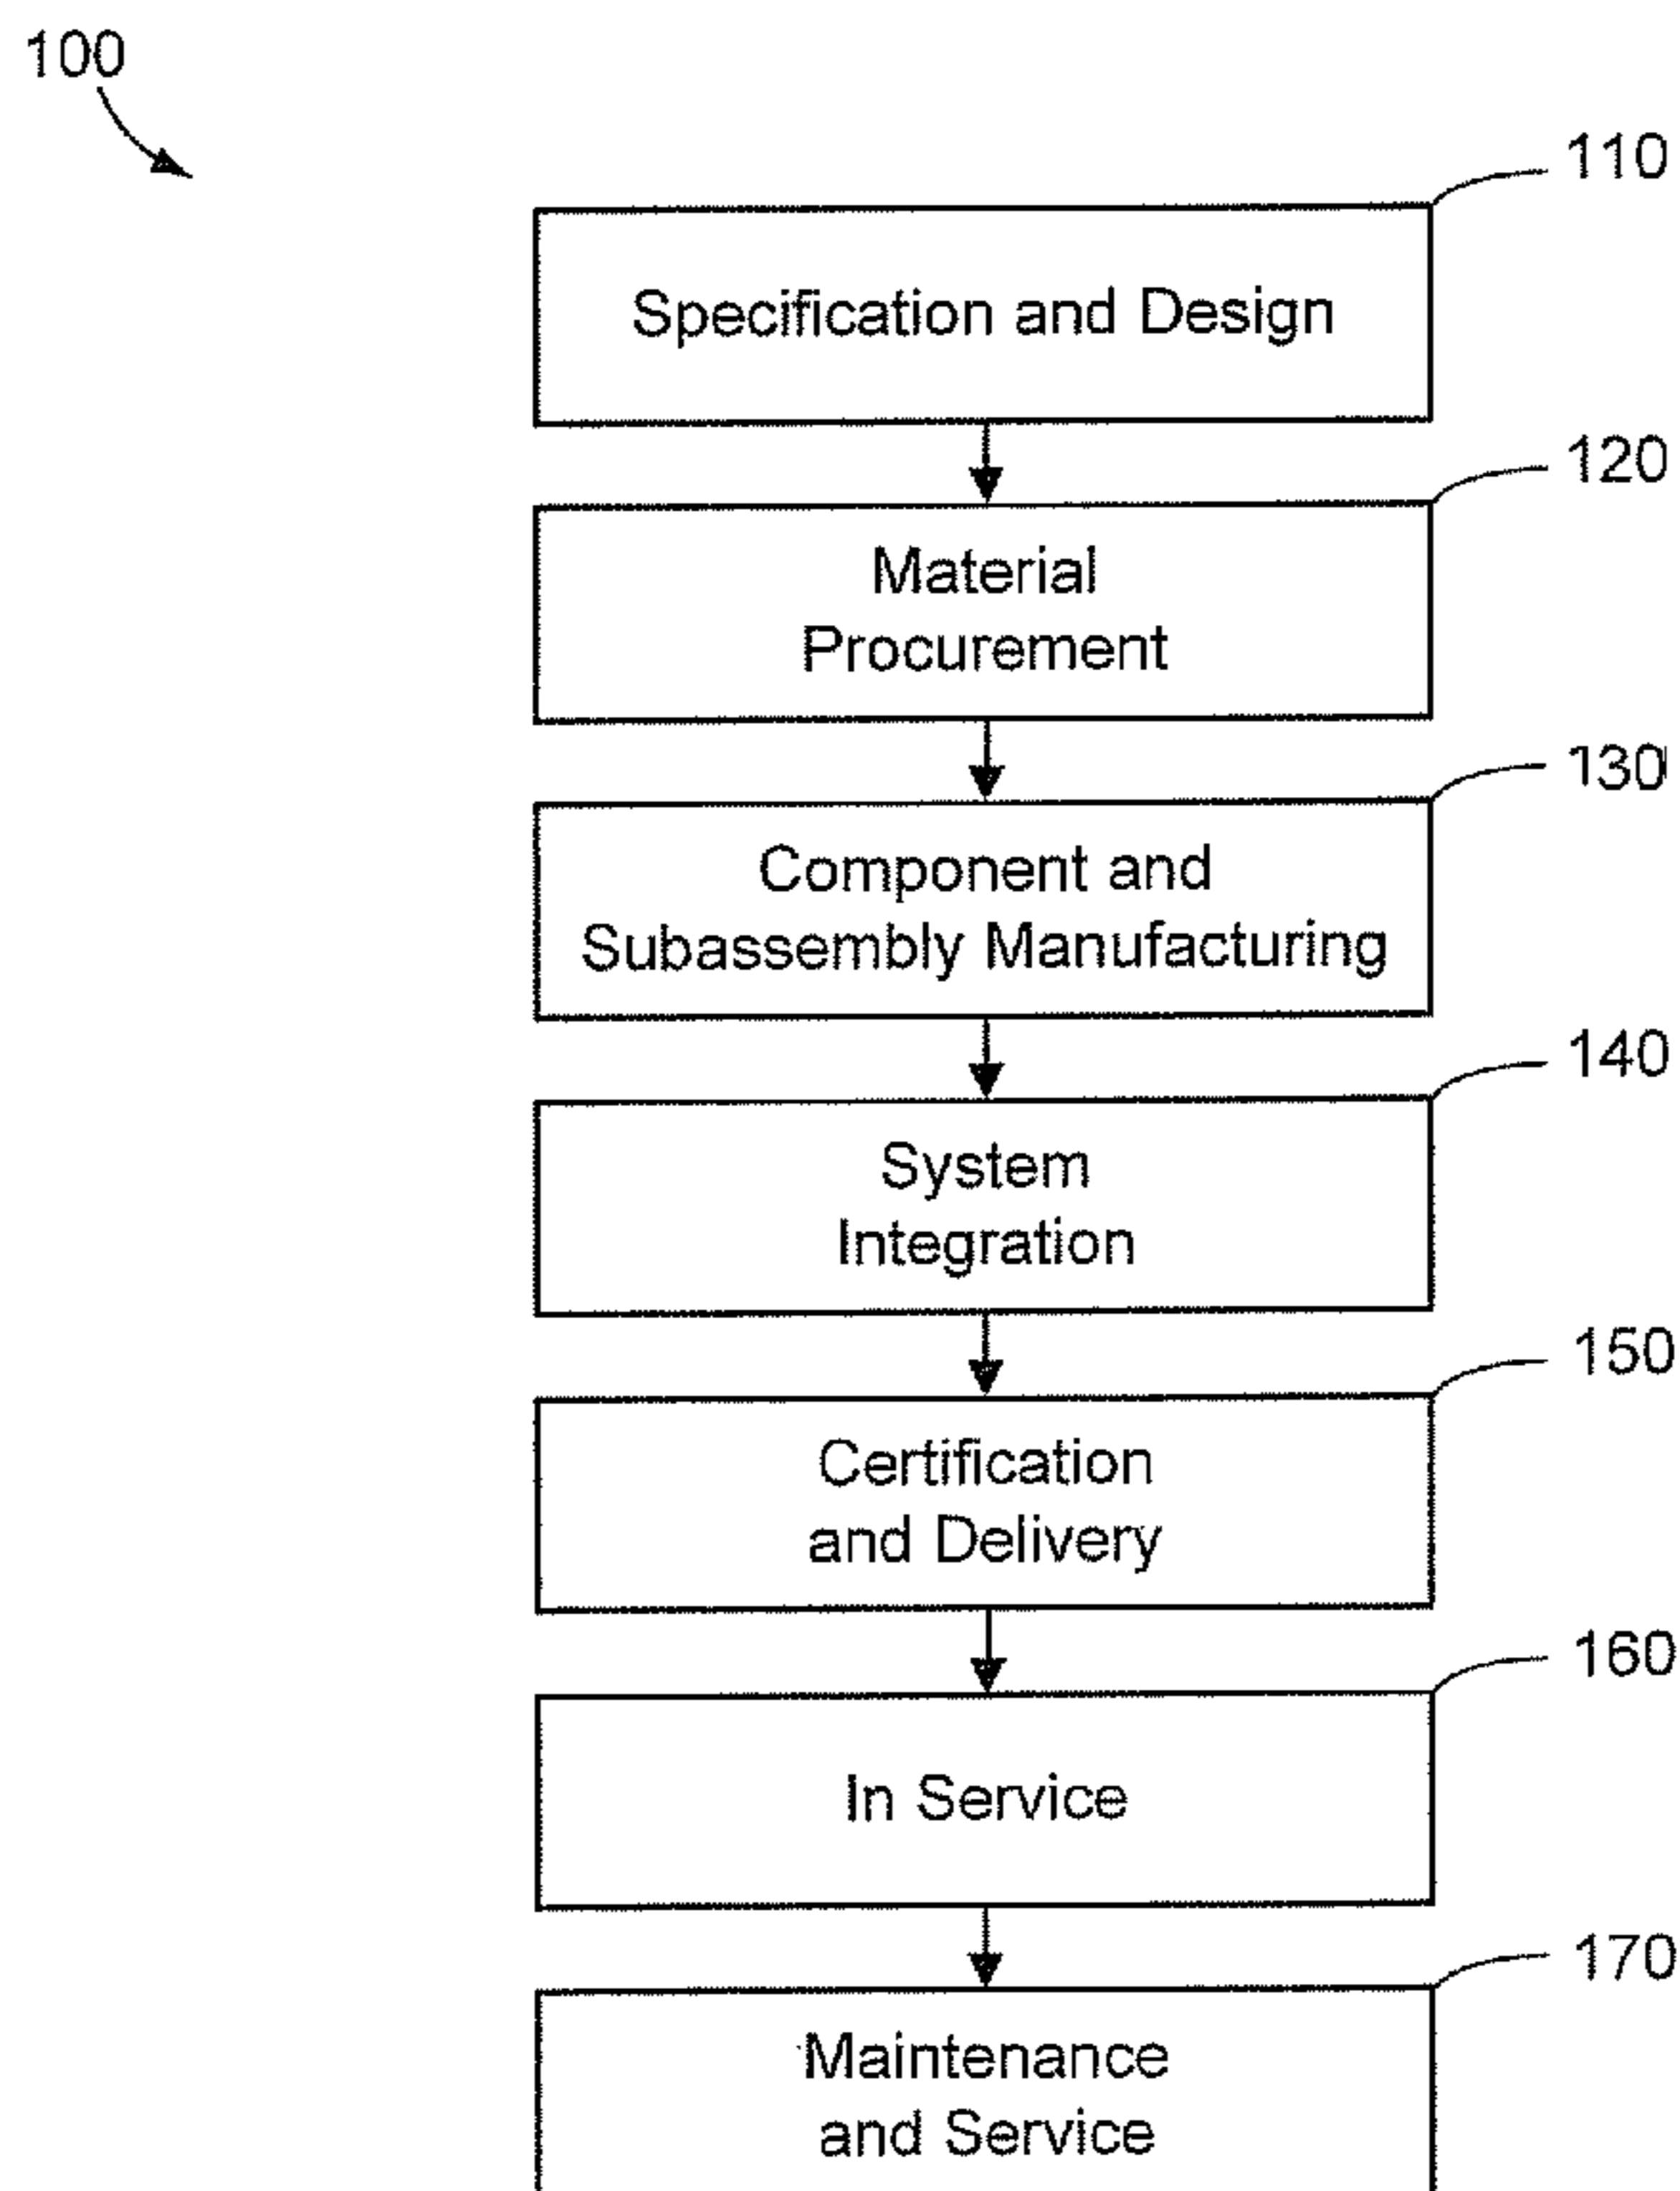 100
110
Specification and Design
120
Material
Procurement
130
Component and
Subassembly Manufacturing
140
System
Integration
150
Certification
and Delivery
160
In Service
170
Maintenance
and Service